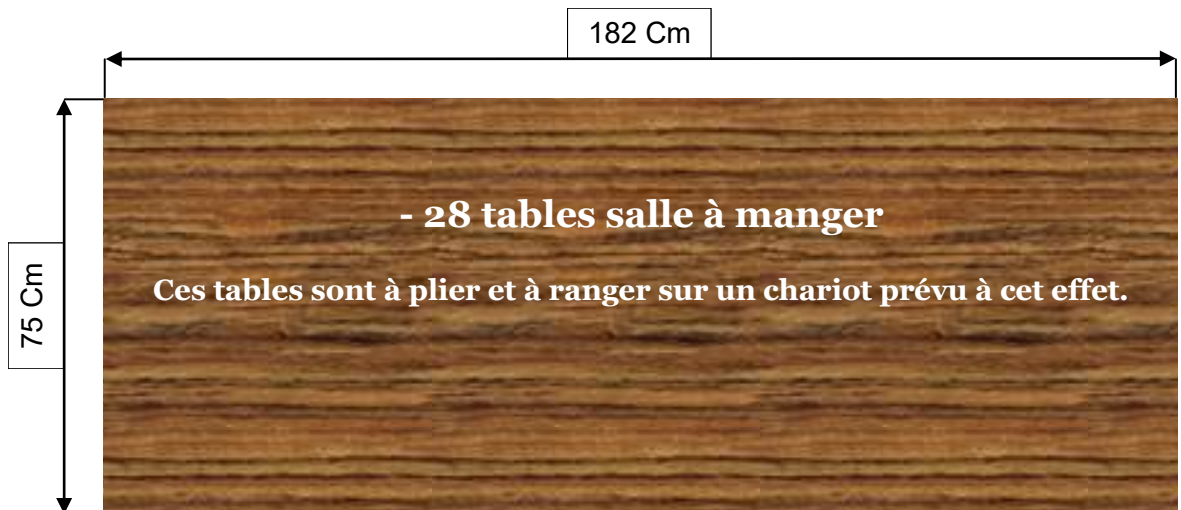 182 Cm
- 28 tables salle à manger
Ces tables sont à plier et à ranger sur un chariot prévu à cet effet.
75 Cm